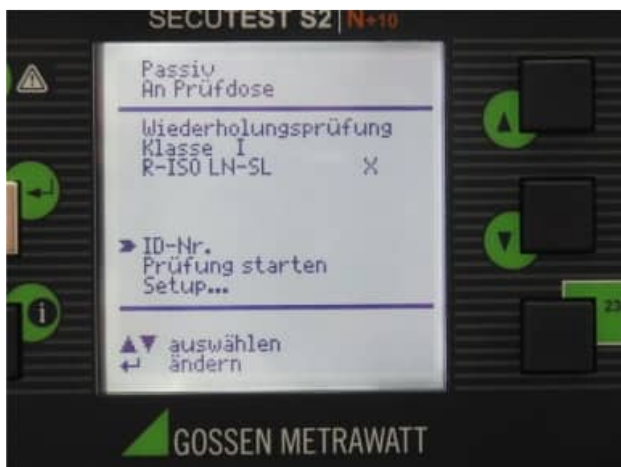 SECUTEST S2 N+10
Passiv
An Prüfdose
Wiederholungsprüfung
Klasse I
R-ISO LN-SL X
ID-Nr.
Prüfung starten
Setup...
▲▼ auswählen
↵ ändern
23
GOSSEN METRAWATT